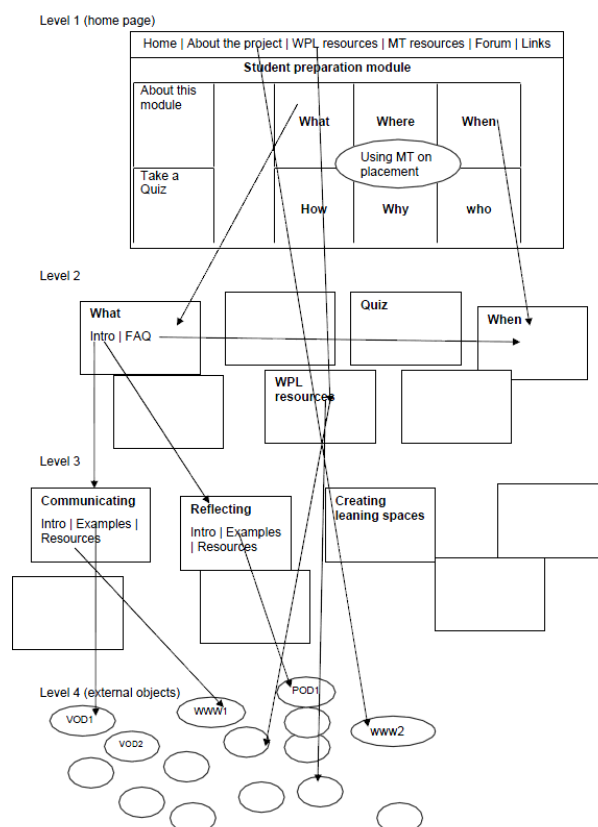 Level 1 (home page)
Home | About the project | WPL resources | MT resources | Forum | Links
Student preparation module
About this
module
What
Where
When
Using MT on
placement
Take a
Quiz
How
Why
who
Level 2
What
Intro | FAQ
Quiz
When
WPL
resources
Level 3
Communicating
Intro | Examples |
Resources
Reflecting
Intro | Examples
| Resources
Creating
leaning spaces
Level 4 (external objects)
VOD1
WWW1
POD1
www2
VOD2